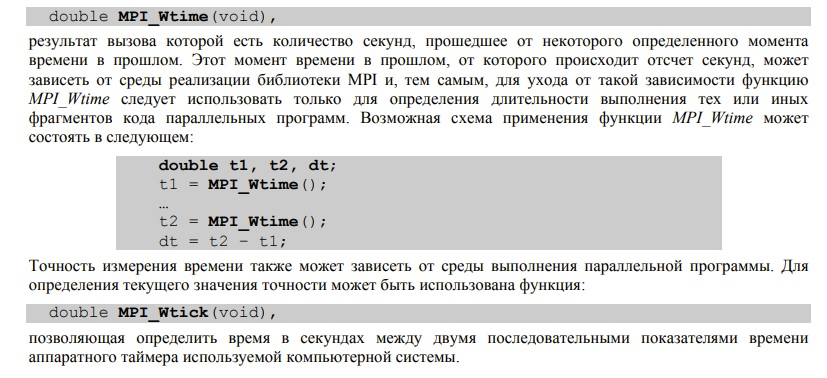 double MPI_Wtime(void),
результат вызова которой есть количество секунд, прошедшее от некоторого определенного момента
времени в прошлом. Этот момент времени в прошлом, от которого происходит отсчет секунд, может
зависеть от среды реализации библиотеки MPI и, тем самым, для ухода от такой зависимости функцию
MPI_Wtime следует использовать только для определения длительности выполнения тех или иных
фрагментов кода параллельных программ. Возможная схема применения функции MPI_Wtime может
состоять в следующем:
double t1, t2, dt;
t1 = MPI_Wtime();
…
t2 = MPI_Wtime();
dt = t2 – t1;
Точность измерения времени также может зависеть от среды выполнения параллельной программы. Для
определения текущего значения точности может быть использована функция:
double MPI_Wtick(void),
позволяющая определить время в секундах между двумя последовательными показателями времени
аппаратного таймера используемой компьютерной системы.